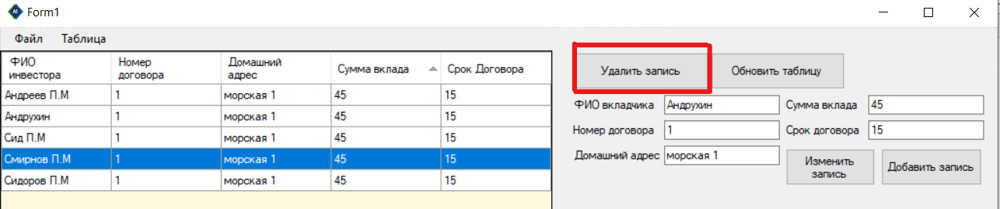 Form1
Файл Таблица
ФИО инвестора Номер договора Домашний адрес Сумма вклада Срок Договора
Андреев П.М 1 морская 1 45 15
Андрухин 1 морская 1 45 15
Сид П.М 1 морская 1 45 15
Смирнов П.М 1 морская 1 45 15
Сидоров П.М 1 морская 1 45 15
Удалить запись Обновить таблицу
ФИО вкладчика Андрухин Сумма вклада 45
Номер договора 1 Срок договора 15
Домашний адрес морская 1
Изменить запись Добавить запись